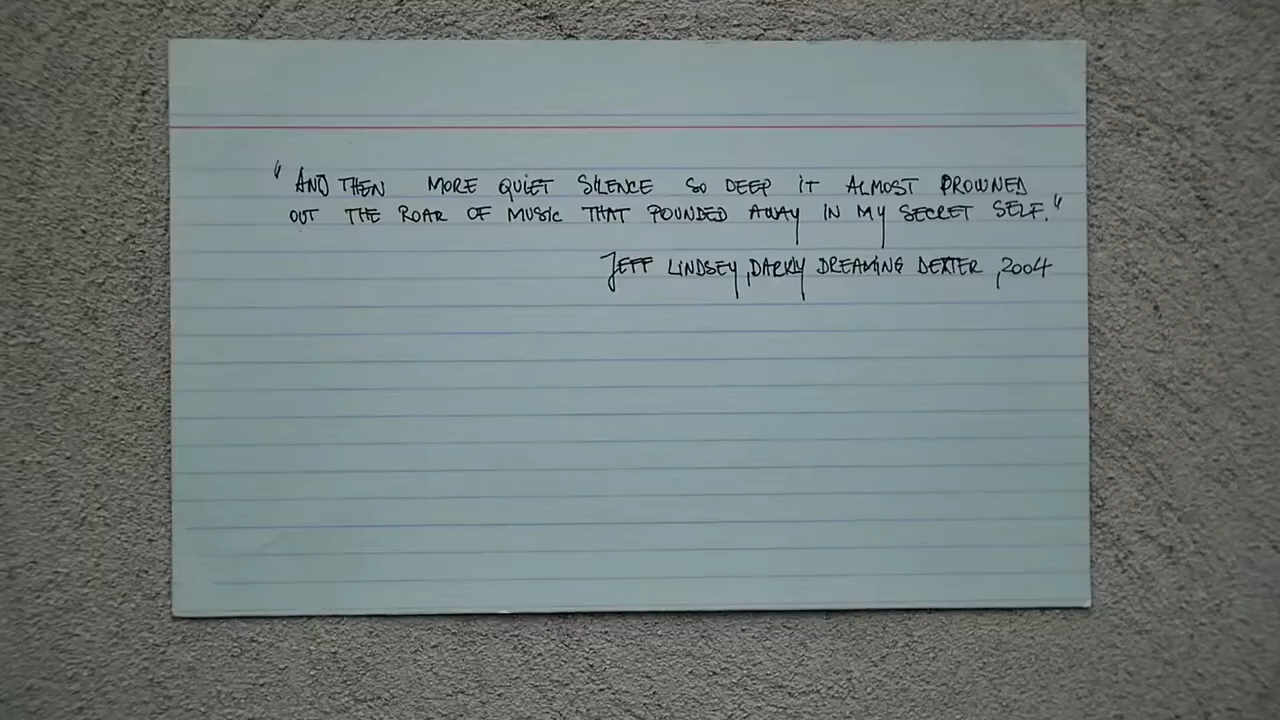 "AND THEN MORE QUIET SILENCE SO DEEP IT ALMOST DROWNED
OUT THE ROAR OF MUSIC THAT POUNDED AWAY IN MY SECRET SELF."
JEFF LINDSEY, DARKLY DREAMING DEXTER, 2004